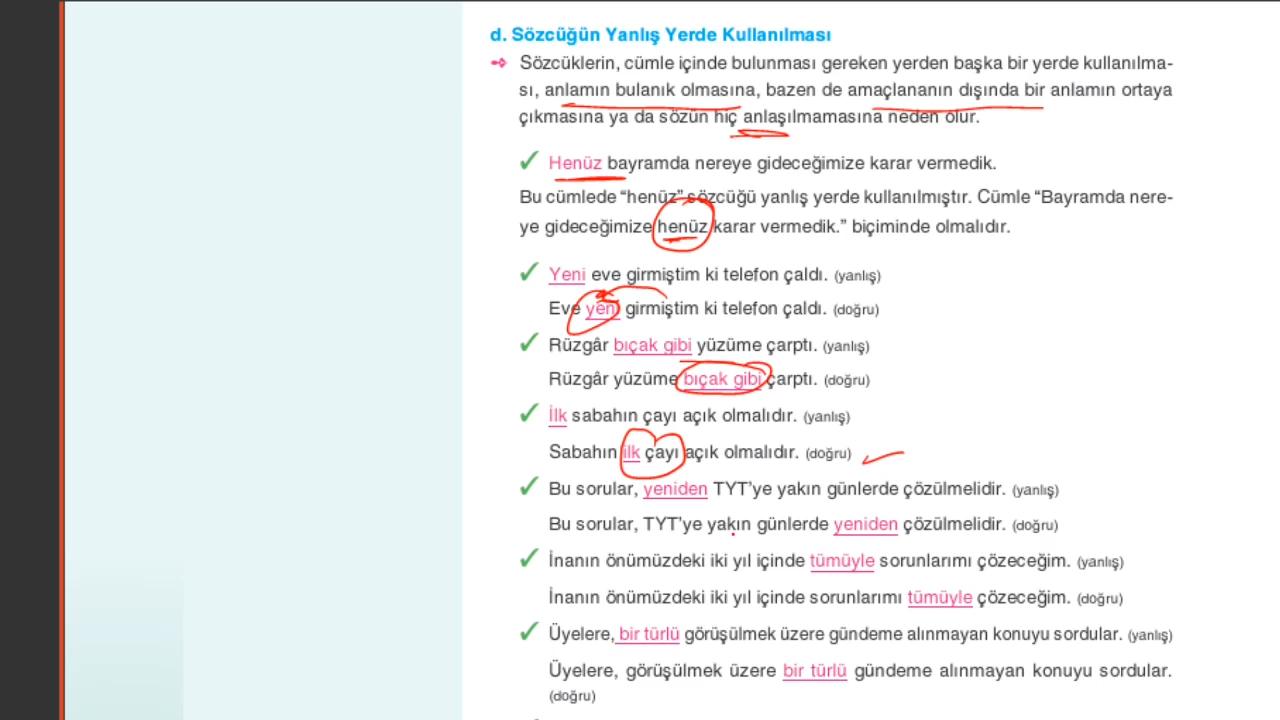 d. Sözcüğün Yanlış Yerde Kullanılması
Sözcüklerin, cümle içinde bulunması gereken yerden başka bir yerde kullanılma-
sı, anlamın bulanık olmasına, bazen de amaçlananın dışında bir anlamın ortaya
çıkmasına ya da sözün hiç anlaşılmamasına neden olur.
Henüz bayramda nereye gideceğimize karar vermedik.
Bu cümlede “henüz” sözcüğü yanlış yerde kullanılmıştır. Cümle “Bayramda nere-
ye gideceğimize henüz karar vermedik.” biçiminde olmalıdır.
Yeni eve girmiştim ki telefon çaldı. (yanlış)
Eve yeni girmiştim ki telefon çaldı. (doğru)
Rüzgâr bıçak gibi yüzüme çarptı. (yanlış)
Rüzgâr yüzüme bıçak gibi çarptı. (doğru)
İlk sabahın çayı açık olmalıdır. (yanlış)
Sabahın ilk çayı açık olmalıdır. (doğru)
Bu sorular, yeniden TYT’ye yakın günlerde çözülmelidir. (yanlış)
Bu sorular, TYT’ye yakın günlerde yeniden çözülmelidir. (doğru)
İnanın önümüzdeki iki yıl içinde tümüyle sorunlarımı çözeceğim. (yanlış)
İnanın önümüzdeki iki yıl içinde sorunlarımı tümüyle çözeceğim. (doğru)
Üyelere, bir türlü görüşülmek üzere gündeme alınmayan konuyu sordular. (yanlış)
Üyelere, görüşülmek üzere bir türlü gündeme alınmayan konuyu sordular.
(doğru)